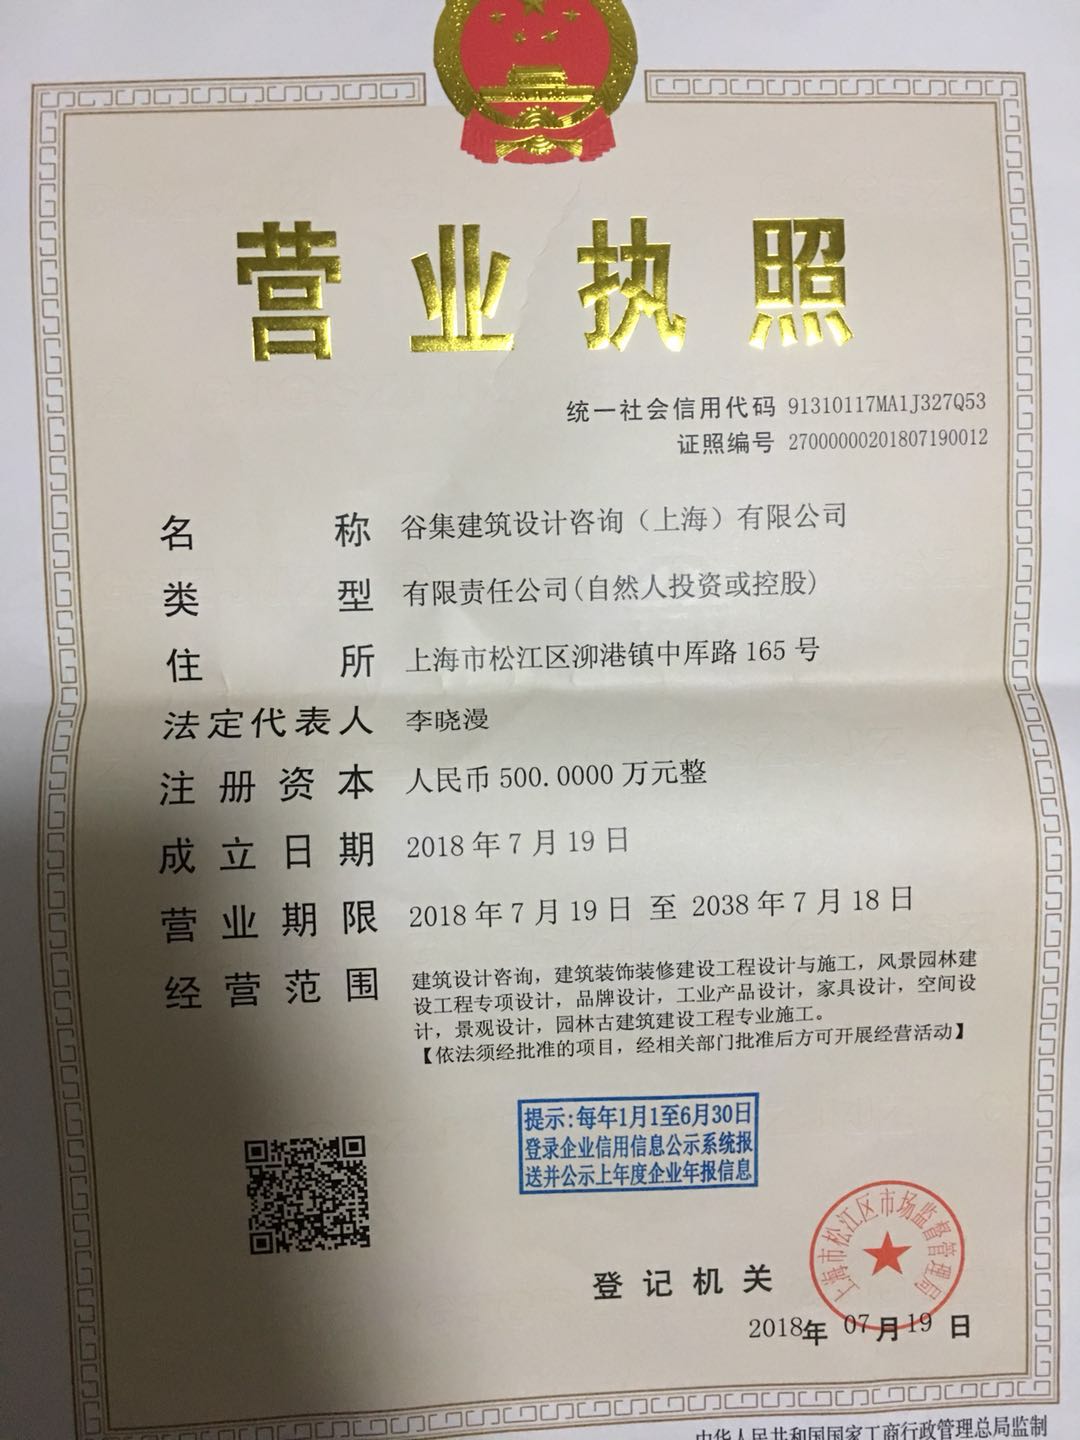 营业执照
统一社会信用代码 91310117MA1J327Q53
证照编号 27000000201807190012
名称 谷集建筑设计咨询（上海）有限公司
类型 有限责任公司(自然人投资或控股)
住所 上海市松江区泖港镇中厍路165号
法定代表人 李晓漫
注册资本 人民币500.0000万元整
成立日期 2018年7月19日
营业期限 2018年7月19日 至 2038年7月18日
经营范围 建筑设计咨询，建筑装饰装修建设工程设计与施工，风景园林建
设工程专项设计，品牌设计，工业产品设计，家具设计，空间设
计，景观设计，园林古建筑建设工程专业施工。
【依法须经批准的项目，经相关部门批准后方可开展经营活动】
提示:每年1月1至6月30日
登录企业信用信息公示系统报
送并公示上年度企业年报信息
上海市松江区市场监督管理局
登记机关
2018年07月19日
中华人民共和国国家工商行政管理总局监制